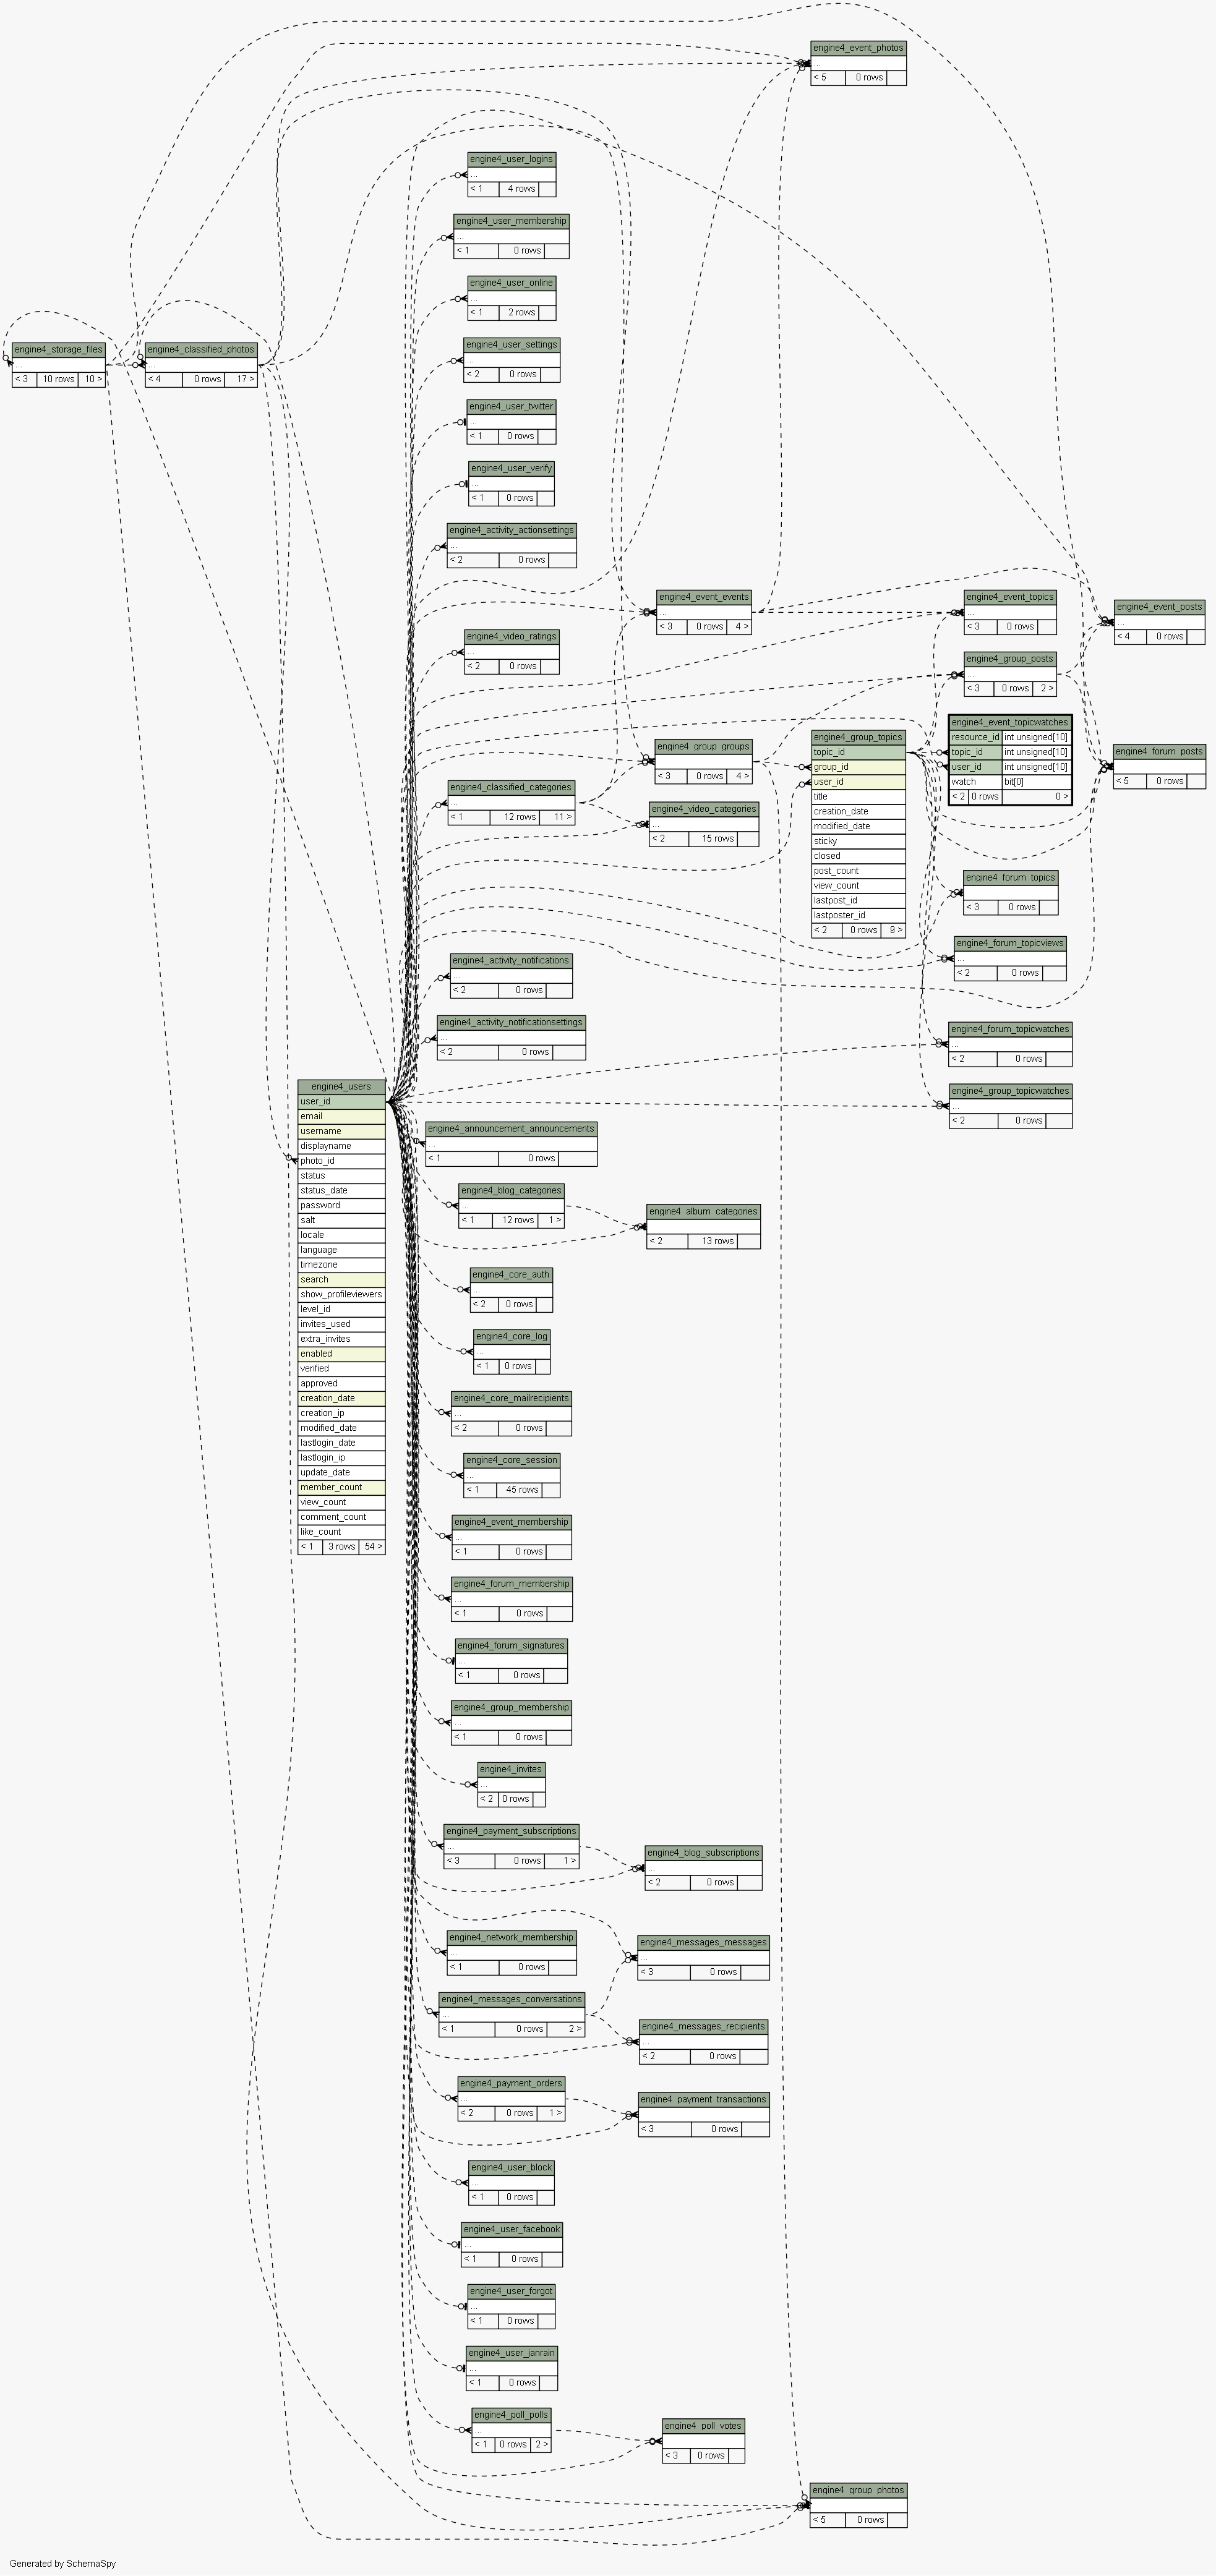 engine4_event_photos
...
< 5 0 rows
engine4_user_logins
...
< 1 4 rows
engine4_user_membership
...
< 1 0 rows
engine4_user_online
...
< 1 2 rows
engine4_storage_files
...
< 3 10 rows 10 >
engine4_classified_photos
...
< 4 0 rows 17 >
engine4_user_settings
...
< 2 0 rows
engine4_user_twitter
...
< 1 0 rows
engine4_user_verify
...
< 1 0 rows
engine4_activity_actionsettings
...
< 2 0 rows
engine4_event_events
...
< 3 0 rows 4 >
engine4_event_topics
...
< 3 0 rows
engine4_event_posts
...
< 4 0 rows
engine4_video_ratings
...
< 2 0 rows
engine4_group_posts
...
< 3 0 rows 2 >
engine4_event_topicwatches
resource_id int unsigned[10]
topic_id int unsigned[10]
user_id int unsigned[10]
watch bit[0]
< 2 0 rows 0 >
engine4_group_topics
topic_id
group_id
user_id
title
creation_date
modified_date
sticky
closed
post_count
view_count
lastpost_id
lastposter_id
< 2 0 rows 9 >
engine4_group_groups
...
< 3 0 rows 4 >
engine4_forum_posts
< 5 0 rows
engine4_classified_categories
...
< 1 12 rows 11 >
engine4_video_categories
...
< 2 15 rows
engine4_forum_topics
< 3 0 rows
engine4_forum_topicviews
...
< 2 0 rows
engine4_activity_notifications
...
< 2 0 rows
engine4_activity_notificationsettings
...
< 2 0 rows
engine4_forum_topicwatches
...
< 2 0 rows
engine4_group_topicwatches
...
< 2 0 rows
engine4_users
user_id
email
username
displayname
photo_id
status
status_date
password
salt
locale
language
timezone
search
show_profileviewers
level_id
invites_used
extra_invites
enabled
verified
approved
creation_date
creation_ip
modified_date
lastlogin_date
lastlogin_ip
update_date
member_count
view_count
comment_count
like_count
< 1 3 rows 54 >
engine4_announcement_announcements
...
< 1 0 rows
engine4_blog_categories
...
< 1 12 rows 1 >
engine4_album_categories
< 2 13 rows
engine4_core_auth
...
< 2 0 rows
engine4_core_log
...
< 1 0 rows
engine4_core_mailrecipients
...
< 2 0 rows
engine4_core_session
...
< 1 45 rows
engine4_event_membership
...
< 1 0 rows
engine4_forum_membership
...
< 1 0 rows
engine4_forum_signatures
...
< 1 0 rows
engine4_group_membership
...
< 1 0 rows
engine4_invites
...
< 2 0 rows
engine4_payment_subscriptions
...
< 3 0 rows 1 >
engine4_blog_subscriptions
...
< 2 0 rows
engine4_network_membership
...
< 1 0 rows
engine4_messages_messages
...
< 3 0 rows
engine4_messages_conversations
...
< 1 0 rows 2 >
engine4_messages_recipients
...
< 2 0 rows
engine4_payment_orders
...
< 2 0 rows 1 >
engine4_payment_transactions
< 3 0 rows
engine4_user_block
...
< 1 0 rows
engine4_user_facebook
...
< 1 0 rows
engine4_user_forgot
...
< 1 0 rows
engine4_user_janrain
...
< 1 0 rows
engine4_poll_polls
...
< 1 0 rows 2 >
engine4_poll_votes
< 3 0 rows
engine4_group_photos
< 5 0 rows
Generated by SchemaSpy